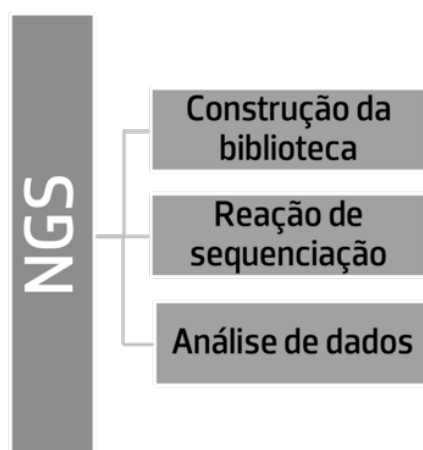 NGS
Construção da
biblioteca
Reação de
sequenciação
Análise de dados